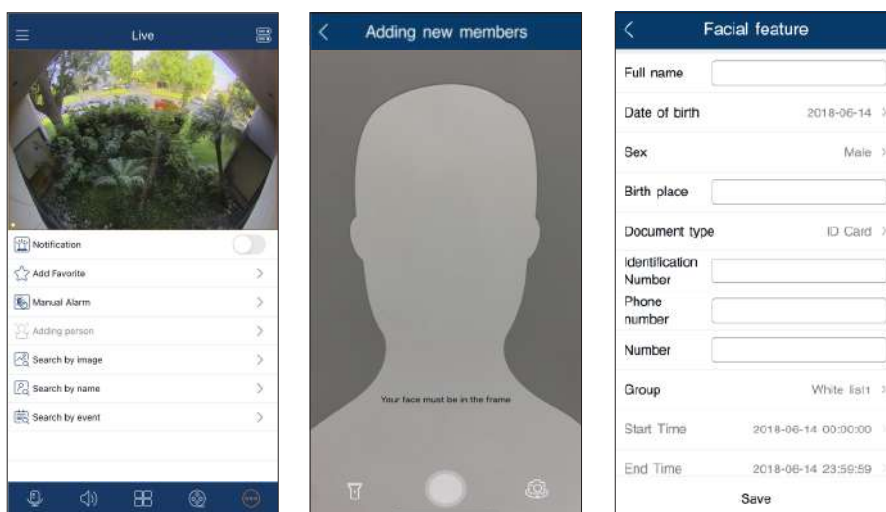 Live
Notification
Add Favorite
Manual Alarm
Adding person
Search by image
Search by name
Search by event
Adding new members
Your face must be in the frame
Facial feature
Full name
Date of birth 2018-06-14
Sex Male
Birth place
Document type ID Card
Identification
Number
Phone
number
Number
Group White list1
Start Time 2018-06-14 00:00:00
End Time 2018-06-14 23:59:59
Save